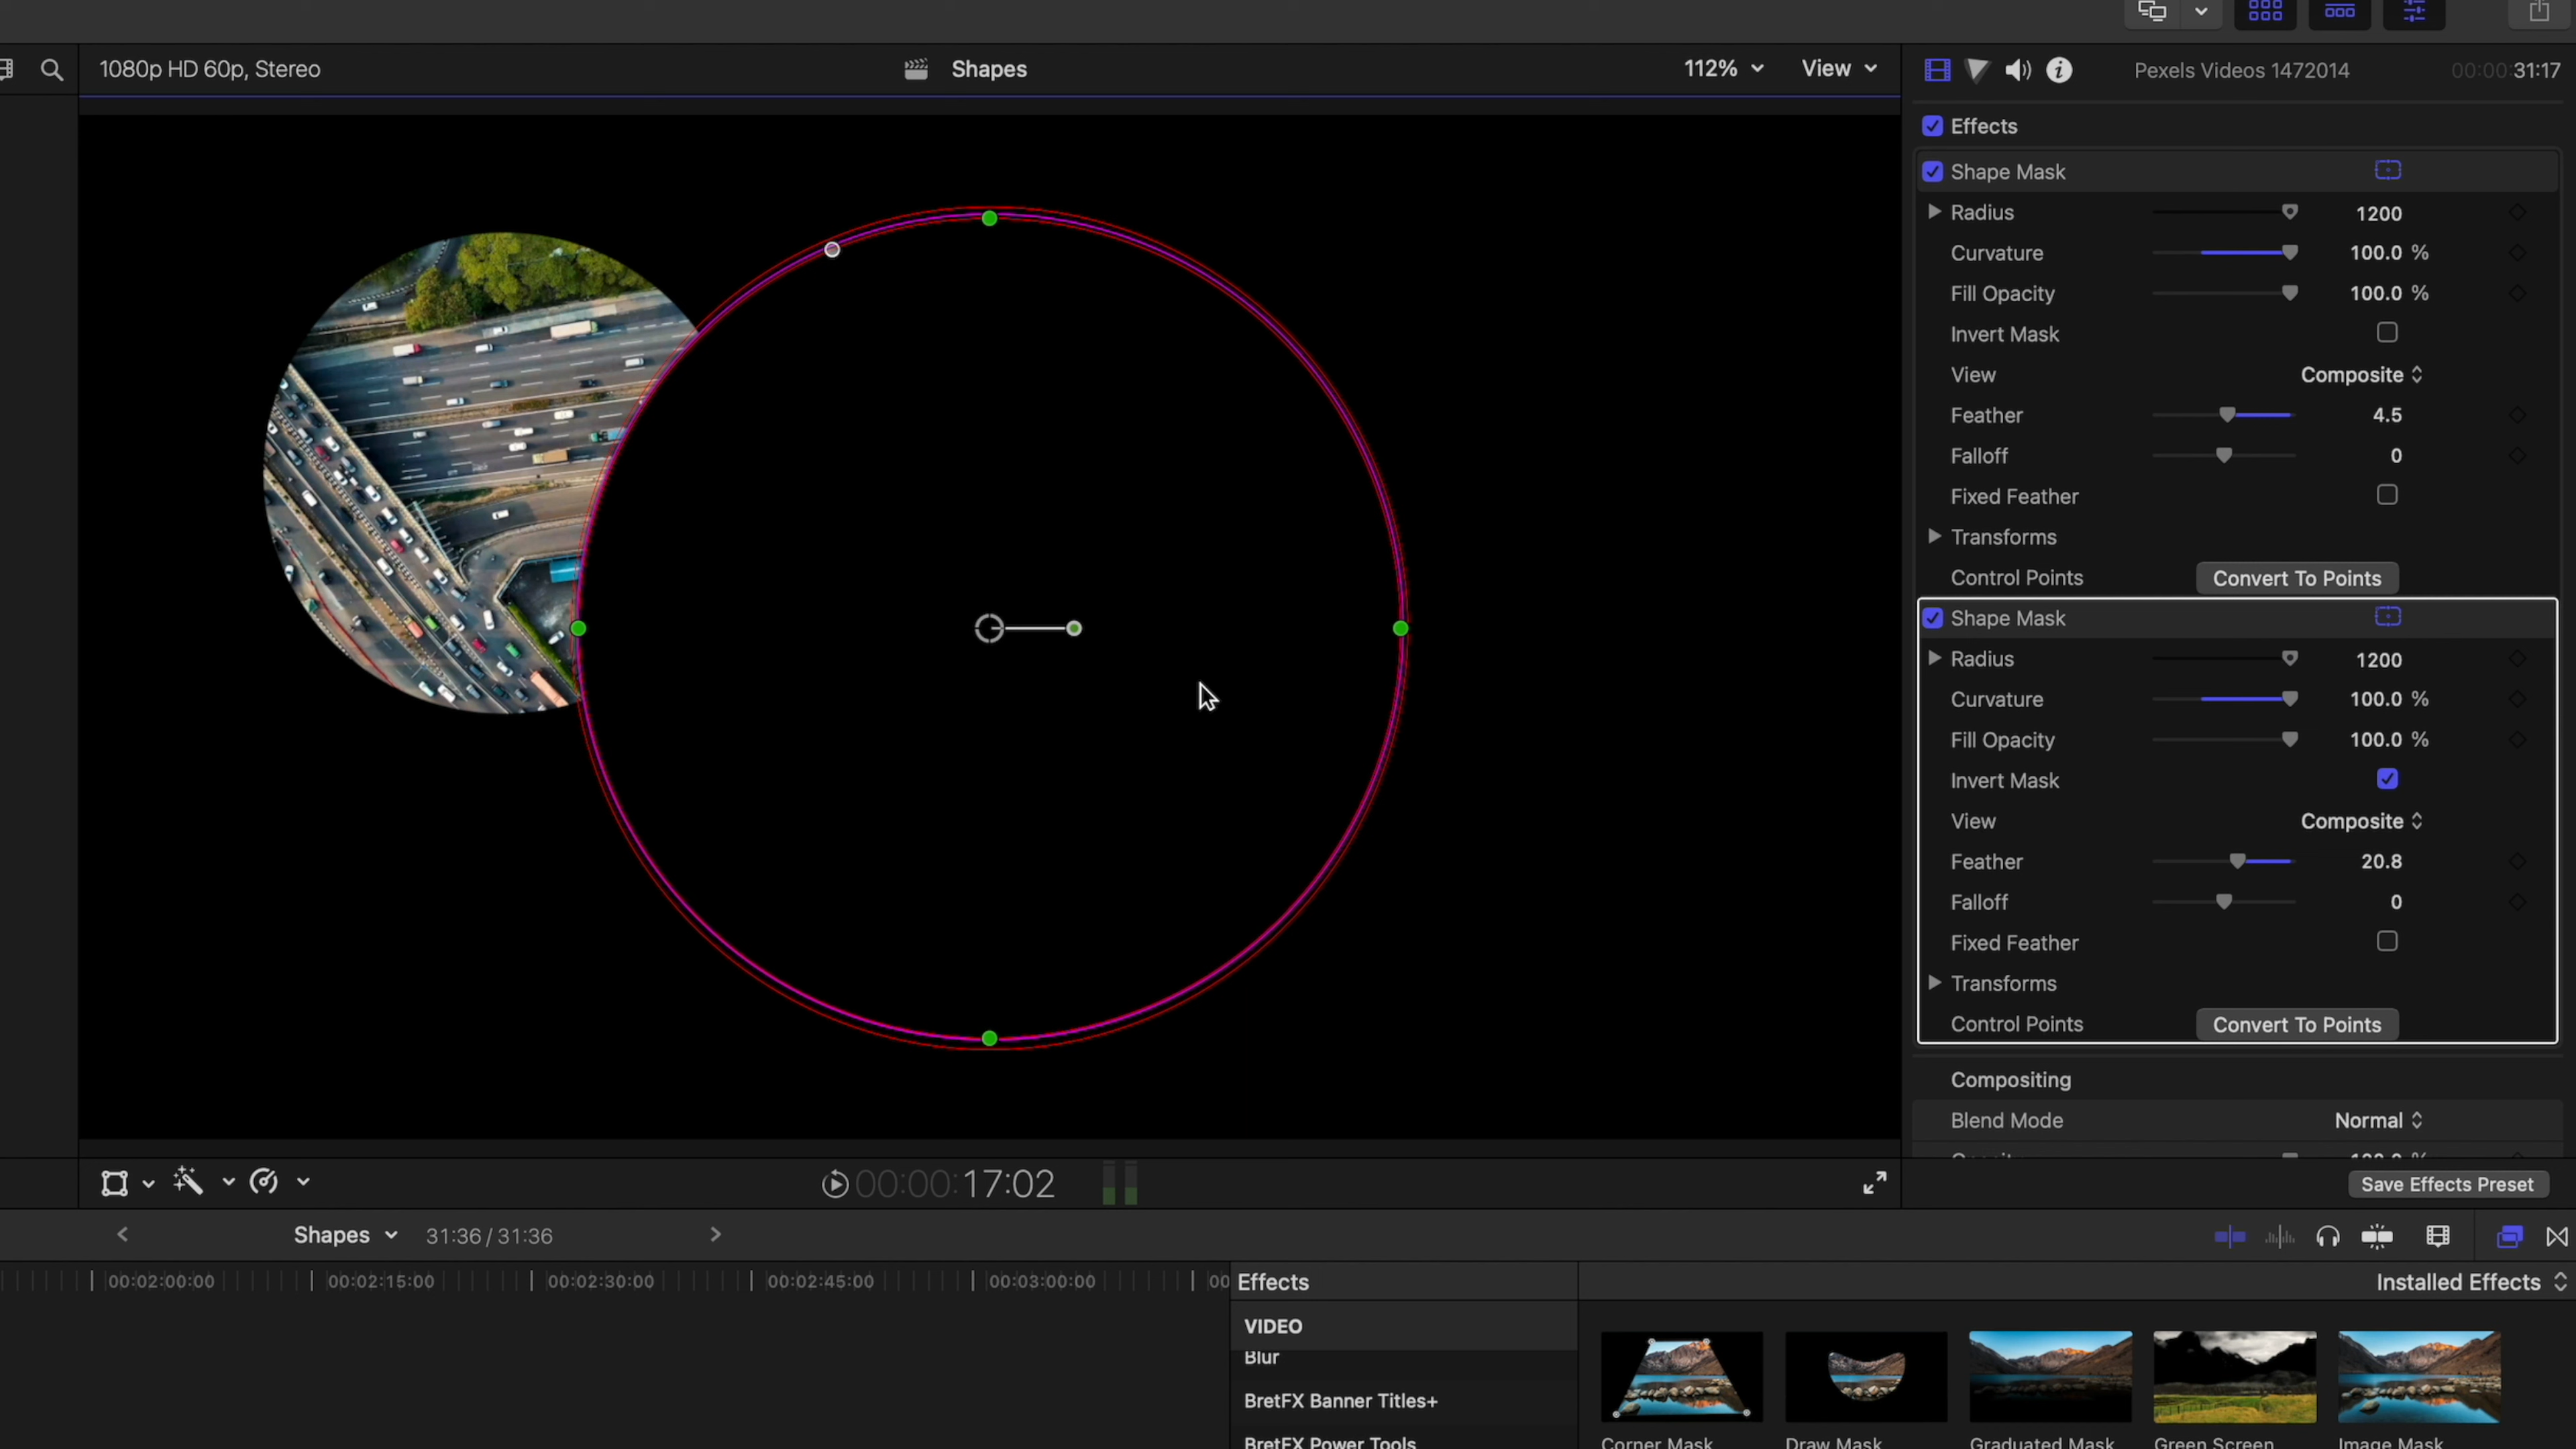 1080p HD 60p, Stereo
Shapes
112%
View
Pexels Videos 1472014
00:00:31:17
Effects
Shape Mask
Radius 1200
Curvature 100.0 %
Fill Opacity 100.0 %
Invert Mask
View Composite
Feather 4.5
Falloff 0
Fixed Feather
Transforms
Control Points Convert To Points
Shape Mask
Radius 1200
Curvature 100.0 %
Fill Opacity 100.0 %
Invert Mask
View Composite
Feather 20.8
Falloff 0
Fixed Feather
Transforms
Control Points Convert To Points
Compositing
Blend Mode Normal
00:00:17:02
Save Effects Preset
Shapes 31:36 / 31:36
00:02:00:00 00:02:15:00 00:02:30:00 00:02:45:00 00:03:00:00 00
Effects
Installed Effects
VIDEO
Blur
BretFX Banner Titles+
BretFX Power Tools
Corner Mask
Draw Mask
Graduated Mask
Green Screen
Image Mask